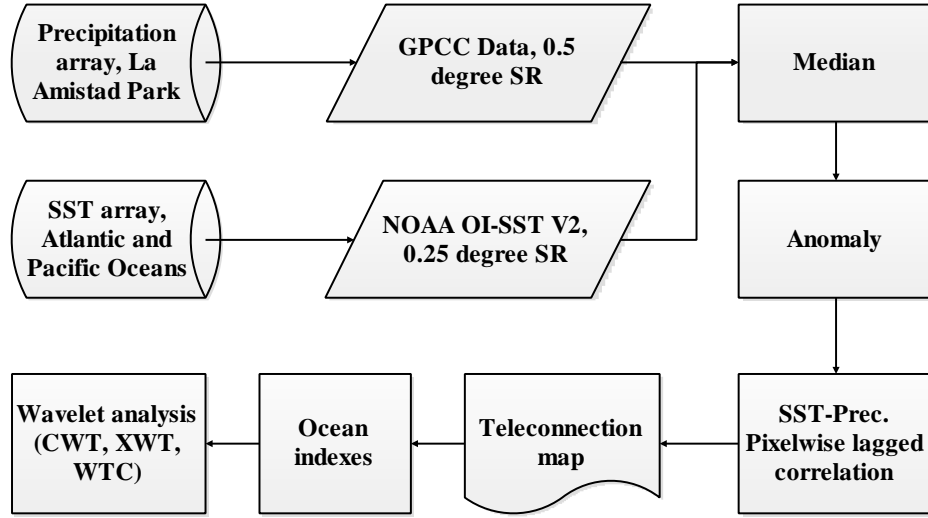 Precipitation
array, La
Amistad Park
GPCC Data, 0.5
degree SR
Median
SST array,
Atlantic and
Pacific Oceans
NOAA OI-SST V2,
0.25 degree SR
Anomaly
Wavelet analysis
(CWT, XWT,
WTC)
Ocean
indexes
Teleconnection
map
SST-Prec.
Pixelwise lagged
correlation